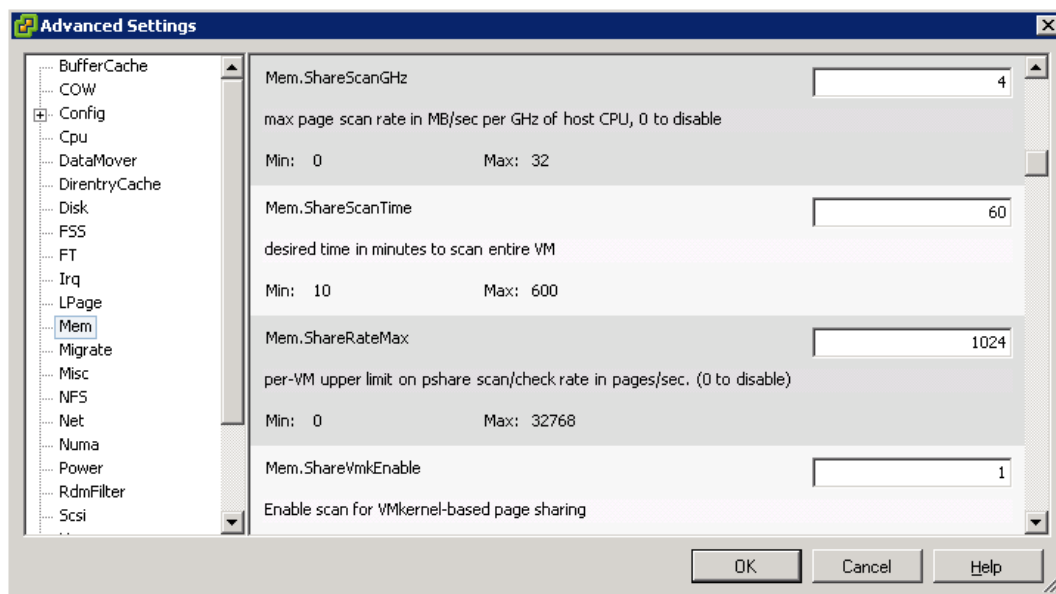 Advanced Settings
BufferCache
COW
Config
Cpu
DataMover
DirentryCache
Disk
FSS
FT
Irq
LPage
Mem
Migrate
Misc
NFS
Net
Numa
Power
RdmFilter
Scsi
Mem.ShareScanGHz
4
max page scan rate in MB/sec per GHz of host CPU, 0 to disable
Min: 0 Max: 32
Mem.ShareScanTime
60
desired time in minutes to scan entire VM
Min: 10 Max: 600
Mem.ShareRateMax
1024
per-VM upper limit on pshare scan/check rate in pages/sec. (0 to disable)
Min: 0 Max: 32768
Mem.ShareVmkEnable
1
Enable scan for VMkernel-based page sharing
OK Cancel Help